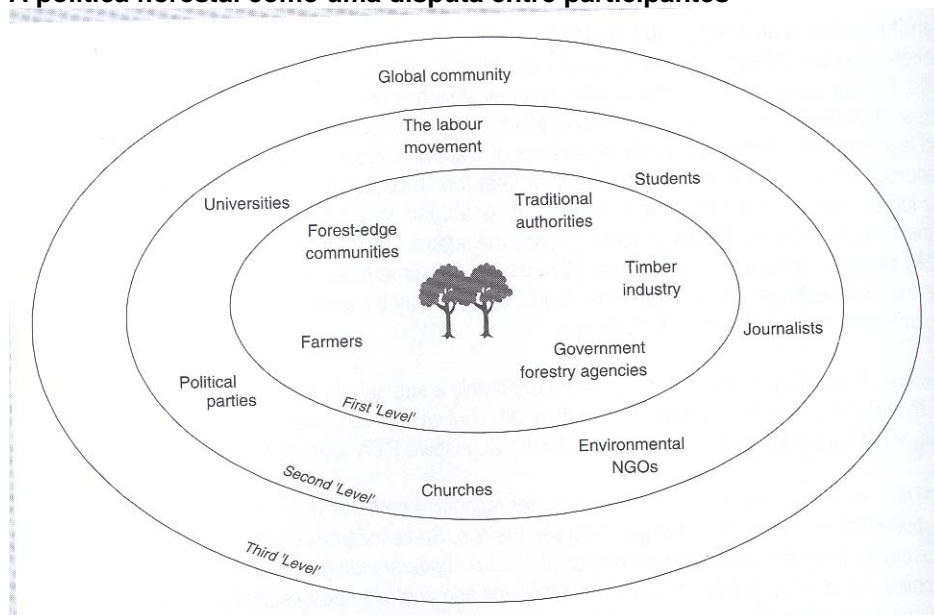 A política florestal como uma disputa entre participantes
Global community
The labour
movement
Universities
Students
Traditional
authorities
Forest-edge
communities
Timber
industry
Journalists
Farmers
Government
forestry agencies
Political
parties
First 'Level'
Environmental
NGOs
Second 'Level'
Churches
Third 'Level'